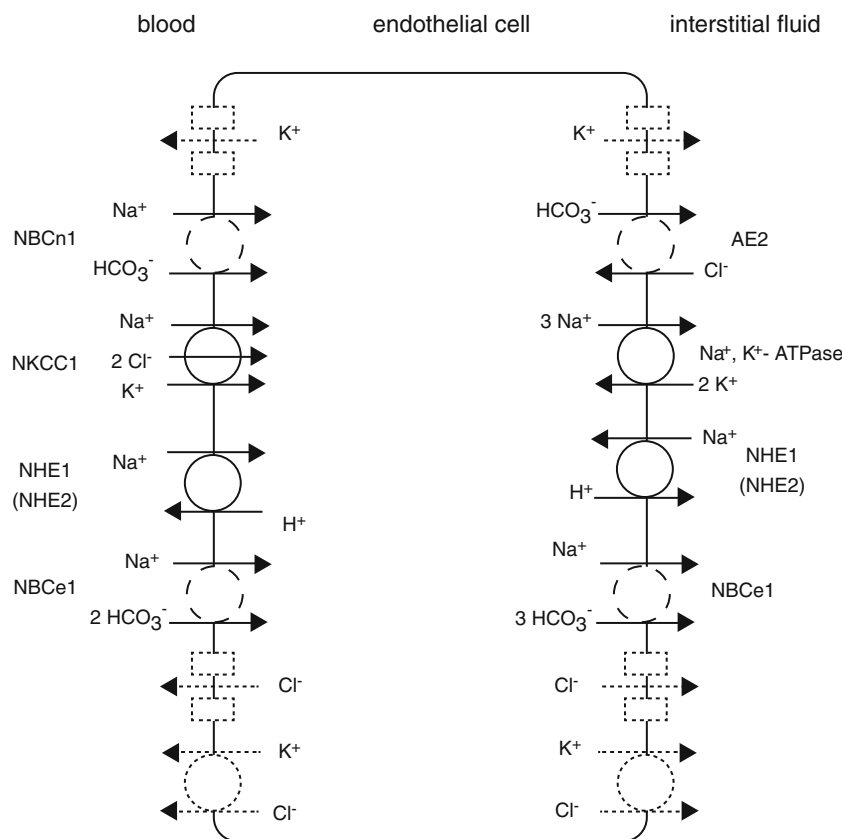 blood endothelial cell interstitial fluid
K⁺ K⁺
Na⁺ HCO₃⁻
NBCn1 AE2
HCO₃⁻ Cl⁻
Na⁺ 3 Na⁺
NKCC1 2 Cl⁻ Na⁺, K⁺- ATPase
K⁺ 2 K⁺
Na⁺ Na⁺
NHE1 NHE1
(NHE2) (NHE2)
H⁺ H⁺
Na⁺ Na⁺
NBCe1 NBCe1
2 HCO₃⁻ 3 HCO₃⁻
Cl⁻ Cl⁻
K⁺ K⁺
Cl⁻ Cl⁻